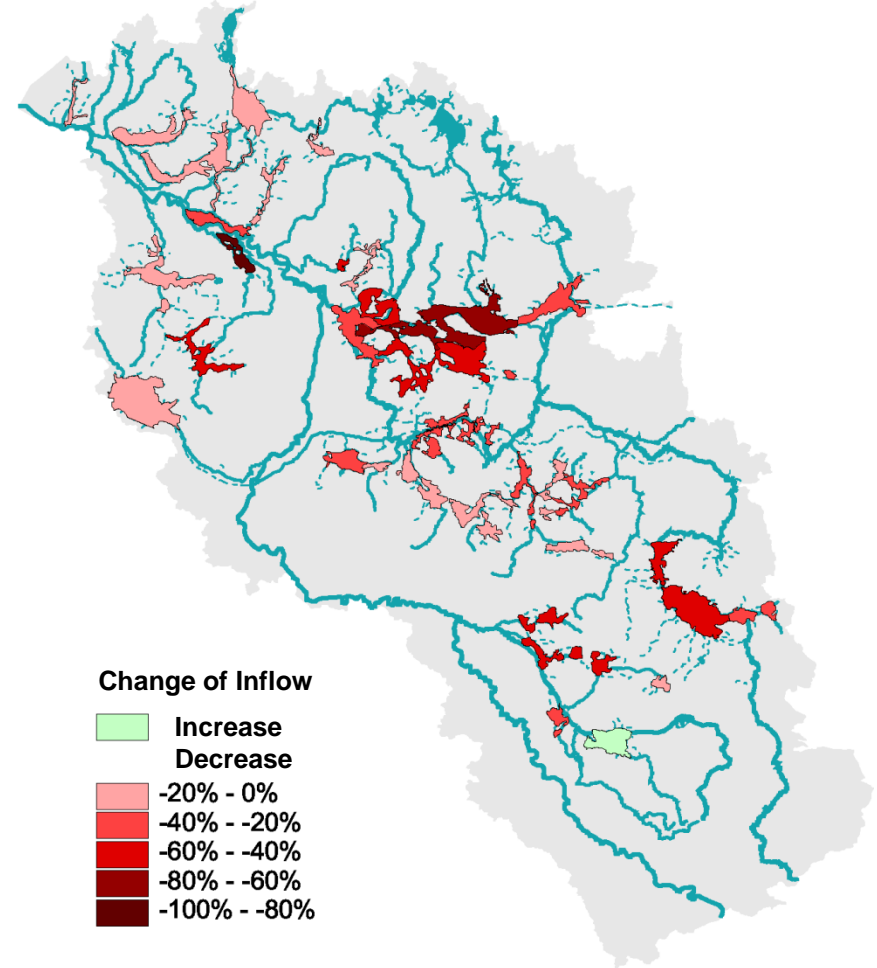 Change of Inflow
Increase
Decrease
-20% - 0%
-40% - -20%
-60% - -40%
-80% - -60%
-100% - -80%